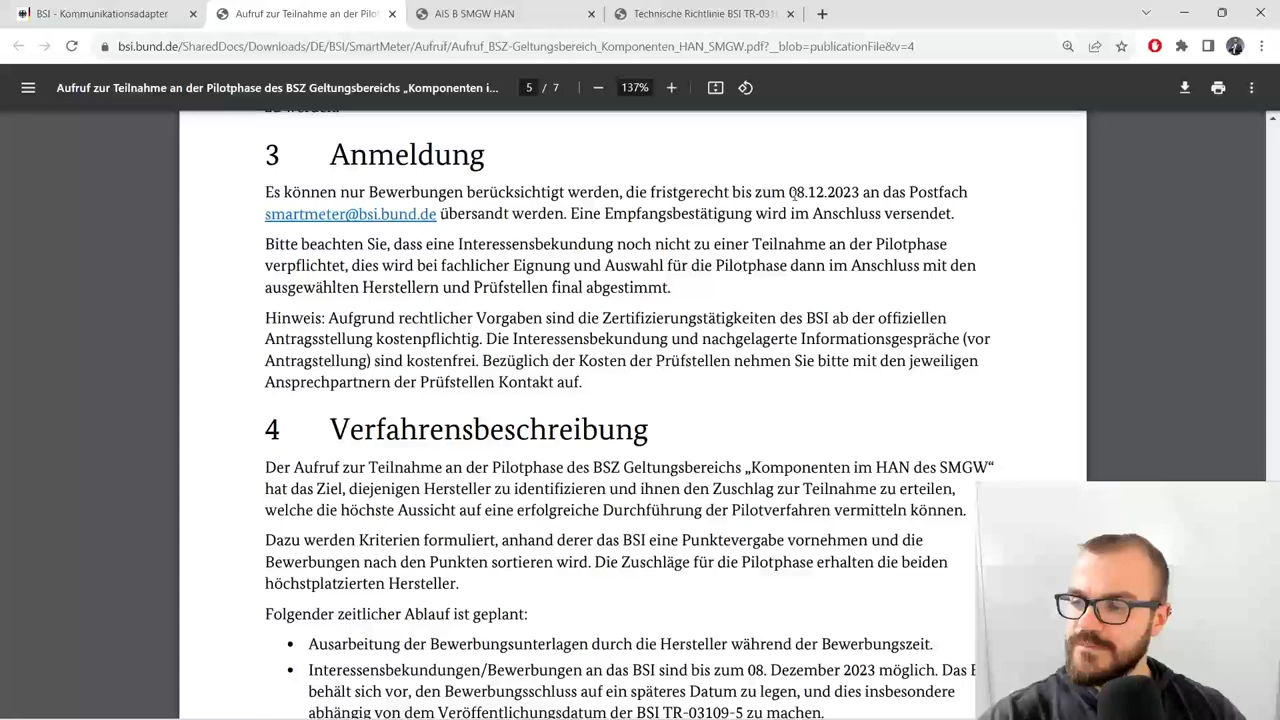 BSI - Kommunikationsadapter
Aufruf zur Teilnahme an der Pilot
AiS B SMGW HAN
Technische Richtlinie BSI TR-031
bsi.bund.de/SharedDocs/Downloads/DE/BSI/SmartMeter/Aufruf/Aufruf_BSZ-Geltungsbereich_Komponenten_HAN_SMGW.pdf?__blob=publicationFile&v=4
Aufruf zur Teilnahme an der Pilotphase des BSZ Geltungsbereichs „Komponenten i...
5 / 7
137%
3 Anmeldung
Es können nur Bewerbungen berücksichtigt werden, die fristgerecht bis zum 08.12.2023 an das Postfach
smartmeter@bsi.bund.de übersandt werden. Eine Empfangsbestätigung wird im Anschluss versendet.
Bitte beachten Sie, dass eine Interessensbekundung noch nicht zu einer Teilnahme an der Pilotphase
verpflichtet, dies wird bei fachlicher Eignung und Auswahl für die Pilotphase dann im Anschluss mit den
ausgewählten Herstellern und Prüfstellen final abgestimmt.
Hinweis: Aufgrund rechtlicher Vorgaben sind die Zertifizierungstätigkeiten des BSI ab der offiziellen
Antragsstellung kostenpflichtig. Die Interessensbekundung und nachgelagerte Informationsgespräche (vor
Antragstellung) sind kostenfrei. Bezüglich der Kosten der Prüfstellen nehmen Sie bitte mit den jeweiligen
Ansprechpartnern der Prüfstellen Kontakt auf.
4 Verfahrensbeschreibung
Der Aufruf zur Teilnahme an der Pilotphase des BSZ Geltungsbereichs „Komponenten im HAN des SMGW“
hat das Ziel, diejenigen Hersteller zu identifizieren und ihnen den Zuschlag zur Teilnahme zu erteilen,
welche die höchste Aussicht auf eine erfolgreiche Durchführung der Pilotverfahren vermitteln können.
Dazu werden Kriterien formuliert, anhand derer das BSI eine Punktevergabe vornehmen und die
Bewerbungen nach den Punkten sortieren wird. Die Zuschläge für die Pilotphase erhalten die beiden
höchstplatzierten Hersteller.
Folgender zeitlicher Ablauf ist geplant:
• Ausarbeitung der Bewerbungsunterlagen durch die Hersteller während der Bewerbungszeit.
• Interessensbekundungen/Bewerbungen an das BSI sind bis zum 08. Dezember 2023 möglich. Das
behält sich vor, den Bewerbungsschluss auf ein späteres Datum zu legen, und dies insbesondere
abhängig von dem Veröffentlichungsdatum der BSI TR-03109-5 zu machen.